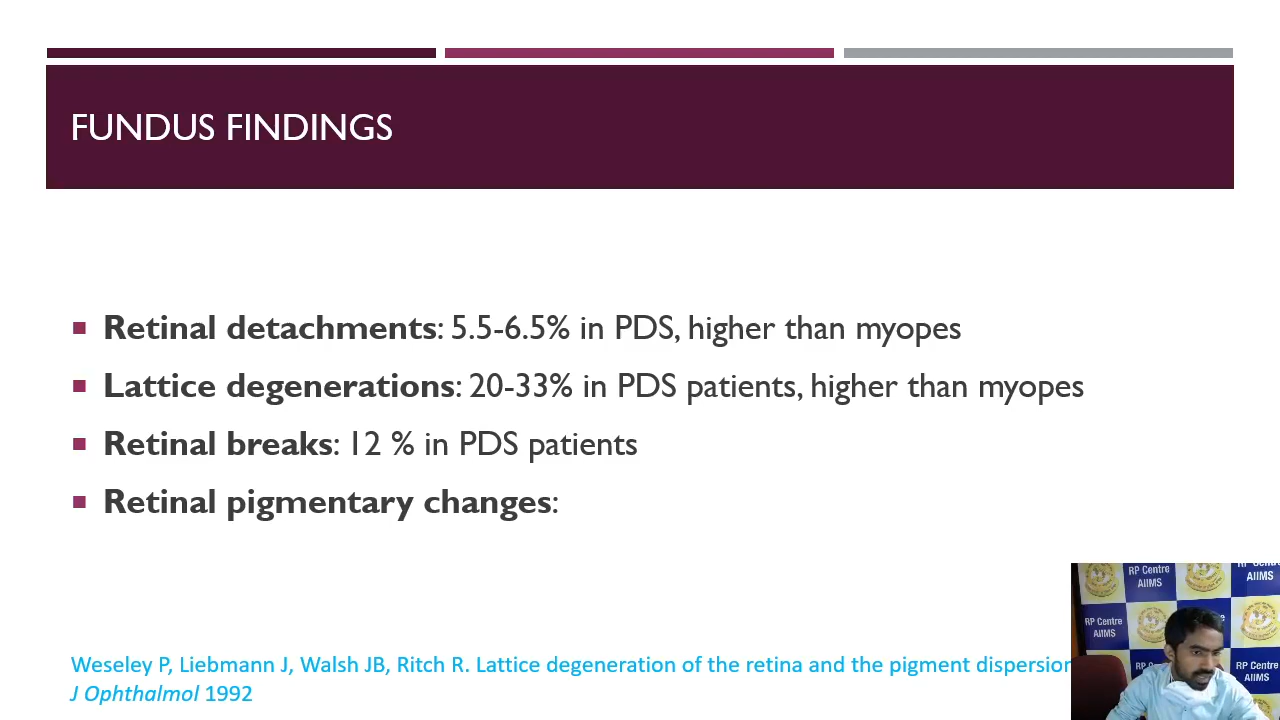 FUNDUS FINDINGS
Retinal detachments: 5.5-6.5% in PDS, higher than myopes
Lattice degenerations: 20-33% in PDS patients, higher than myopes
Retinal breaks: 12 % in PDS patients
Retinal pigmentary changes:
Weseley P, Liebmann J, Walsh JB, Ritch R. Lattice degeneration of the retina and the pigment dispersion
J Ophthalmol 1992
RP Centre
AIIMS
AIIMS
RP Centre
AIIMS
RP Centre
RP Centre
AIIMS